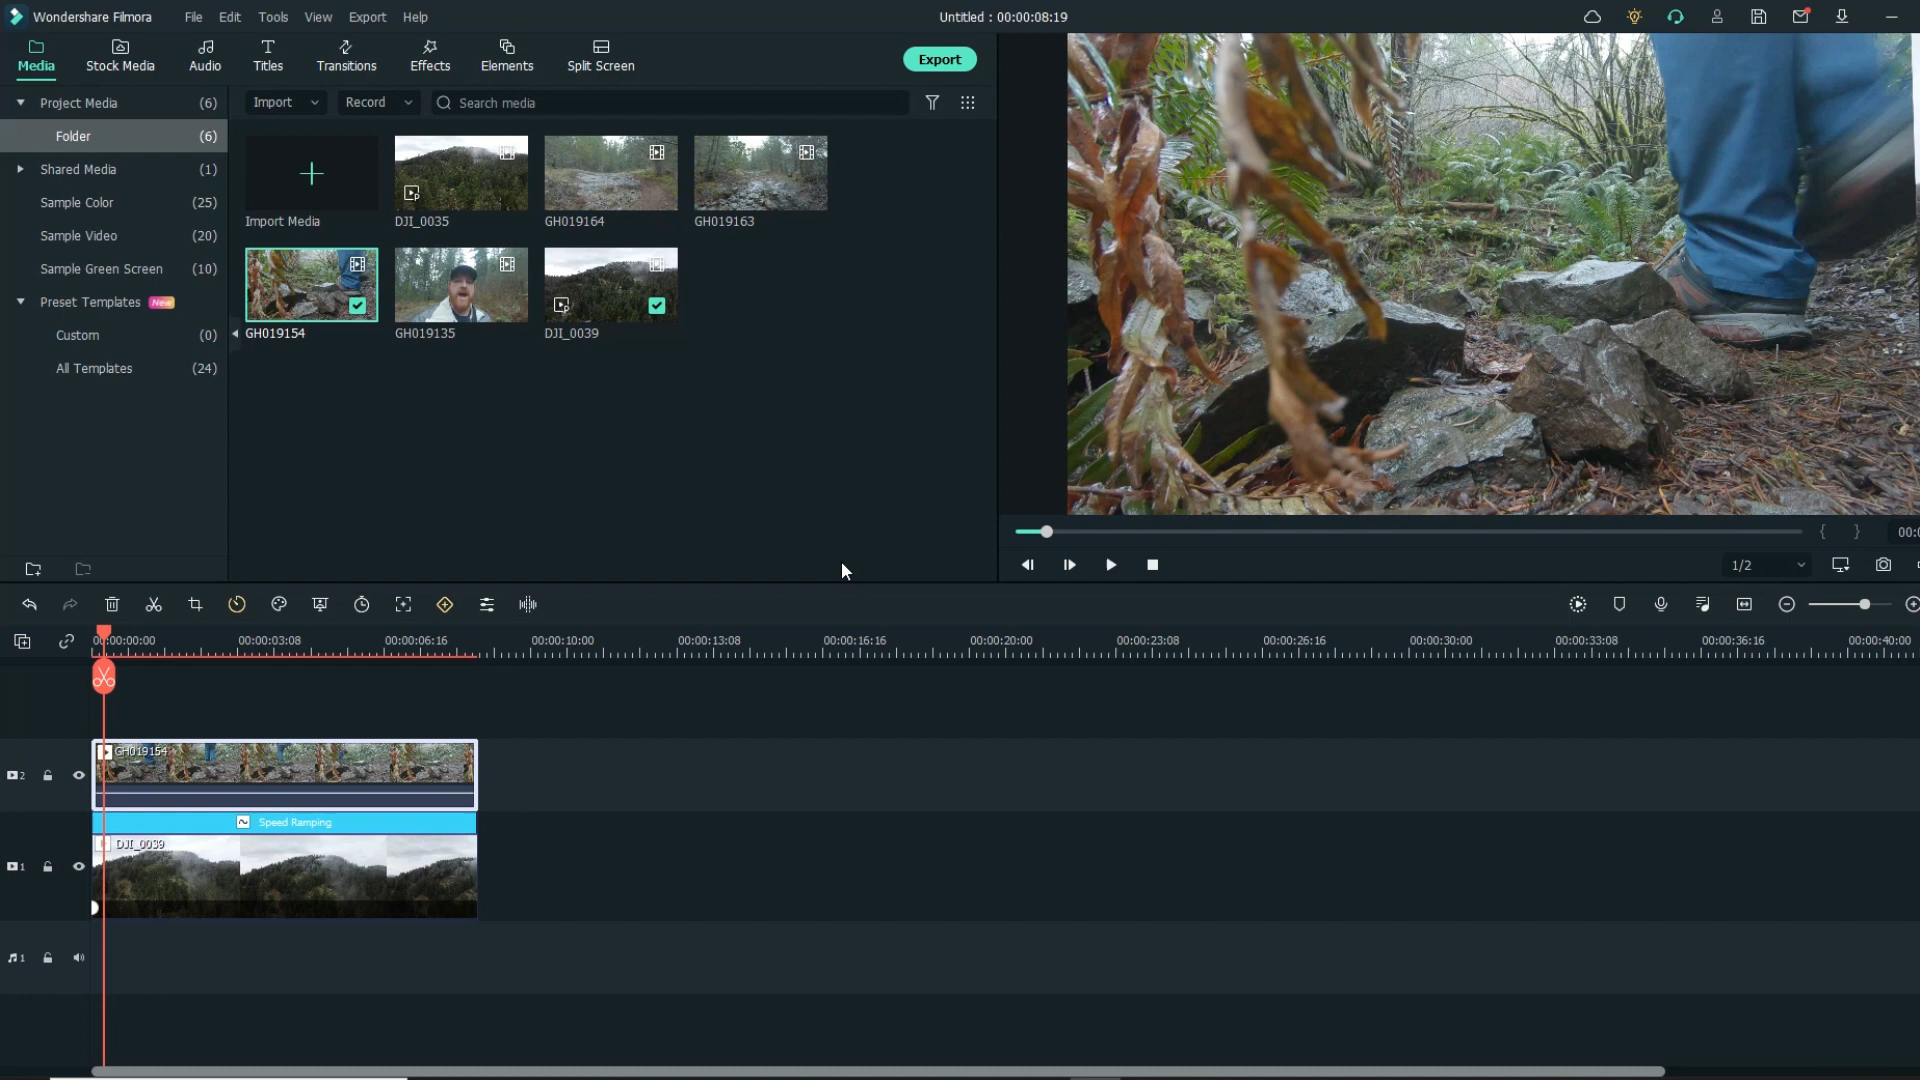 Wondershare Filmora File Edit Tools View Export Help Untitled : 00:00:08:19
Media Stock Media Audio Titles Transitions Effects Elements Split Screen Export
Project Media (6) Import Record Search media
Folder (6)
Shared Media (1)
Sample Color (25) Import Media DJI_0035 GH019164 GH019163
Sample Video (20)
Sample Green Screen (10)
Preset Templates New
Custom (0) GH019154 GH019135 DJI_0039
All Templates (24)
1/2
00:00:00:00 00:00:03:08 00:00:06:16 00:00:10:00 00:00:13:08 00:00:16:16 00:00:20:00 00:00:23:08 00:00:26:16 00:00:30:00 00:00:33:08 00:00:36:16 00:00:40:00
GH019154
2
Speed Ramping
DJI_0039
1
1